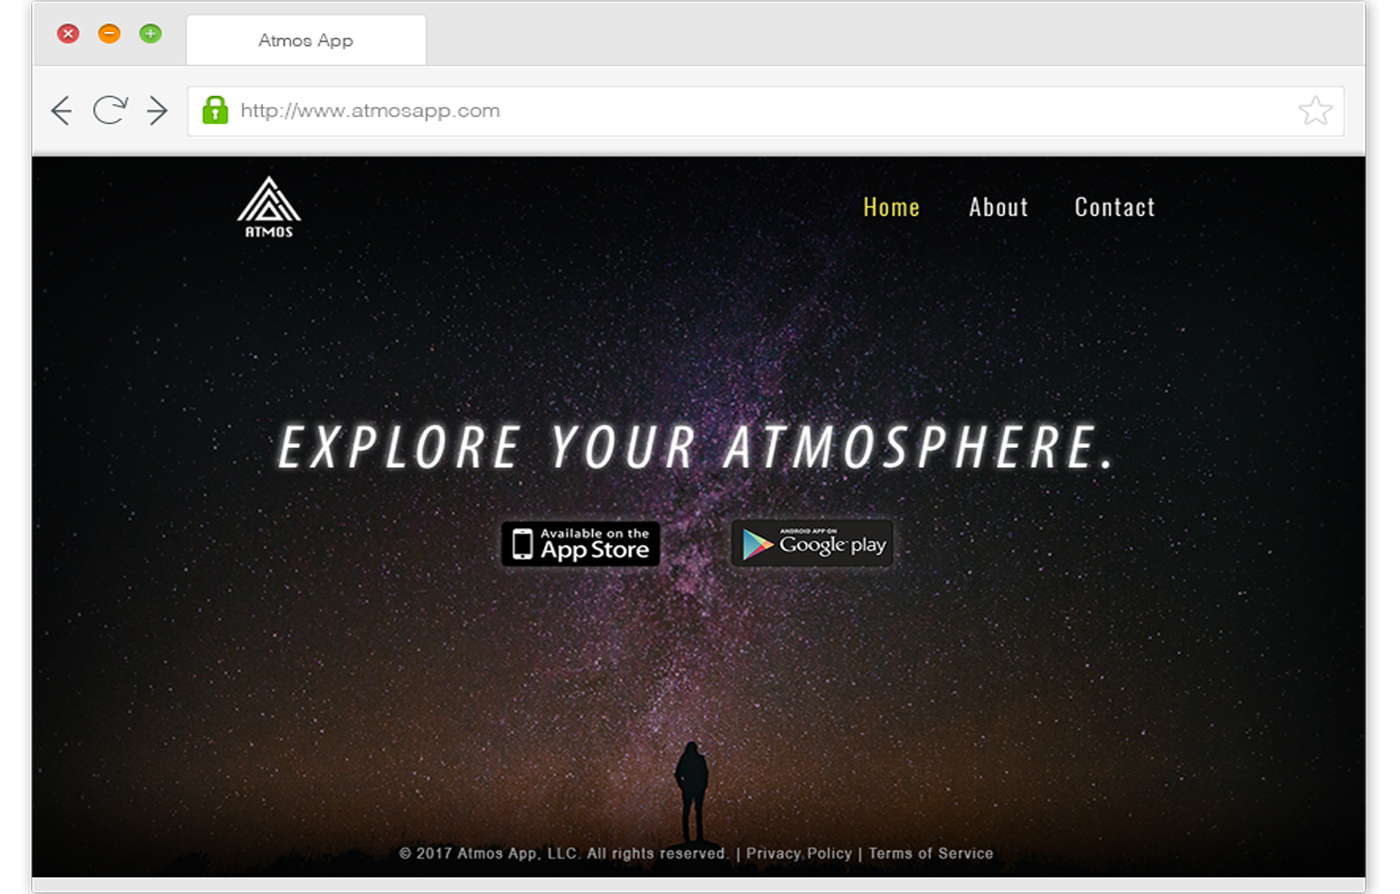 Atmos App
http://www.atmosapp.com
ATMOS
Home About Contact
EXPLORE YOUR ATMOSPHERE.
Available on the
App Store
ANDROID APP ON
Google play
© 2017 Atmos App, LLC. All rights reserved. | Privacy Policy | Terms of Service